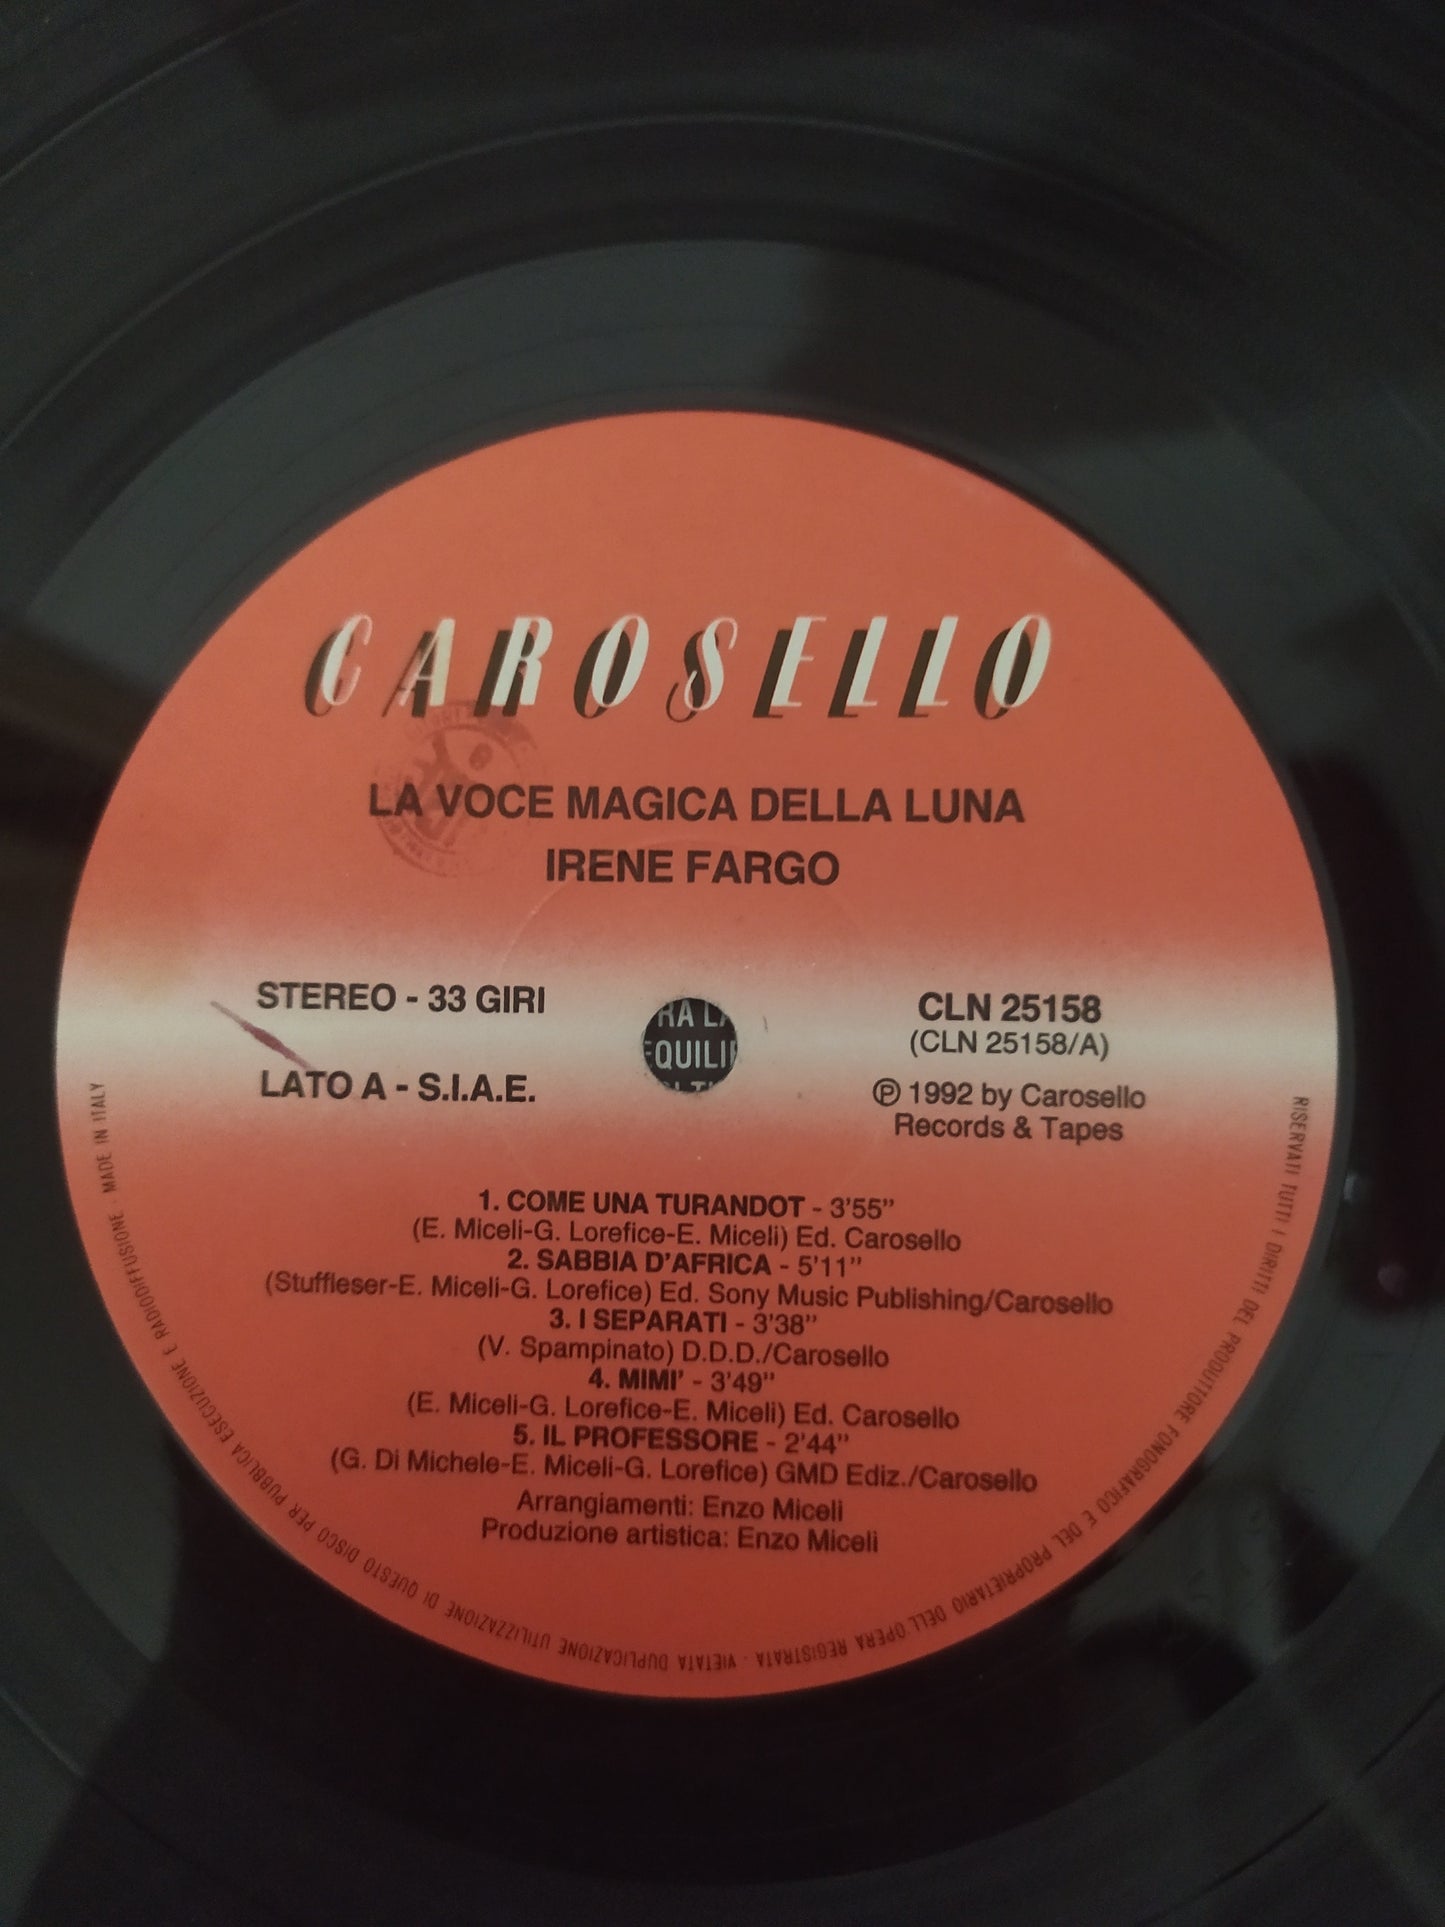 CAROSELLO
LA VOCE MAGICA DELLA LUNA
IRENE FARGO
STEREO - 33 GIRI
LATO A - S.I.A.E.
RA LA
EQUILI
CLN 25158
(CLN 25158/A)
Ⓟ 1992 by Carosello
Records & Tapes
1. COME UNA TURANDOT - 3'55"
(E. Miceli-G. Lorefice-E. Miceli) Ed. Carosello
2. SABBIA D'AFRICA - 5'11"
(Stuffleser-E. Miceli-G. Lorefice) Ed. Sony Music Publishing/Carosello
3. I SEPARATI - 3'38"
(V. Spampinato) D.D.D./Carosello
4. MIMI' - 3'49"
(E. Miceli-G. Lorefice-E. Miceli) Ed. Carosello
5. IL PROFESSORE - 2'44"
(G. Di Michele-E. Miceli-G. Lorefice) GMD Ediz./Carosello
Arrangiamenti: Enzo Miceli
Produzione artistica: Enzo Miceli
RISERVATI TUTTI I DIRITTI DEL PRODUTTORE FONOGRAFICO E DEL PROPRIETARIO DELL'OPERA REGISTRATA · VIETATA DUPLICAZIONE UTILIZZAZIONE DI QUESTO DISCO PER PUBBLICA ESECUZIONE E RADIODIFFUSIONE · MADE IN ITALY